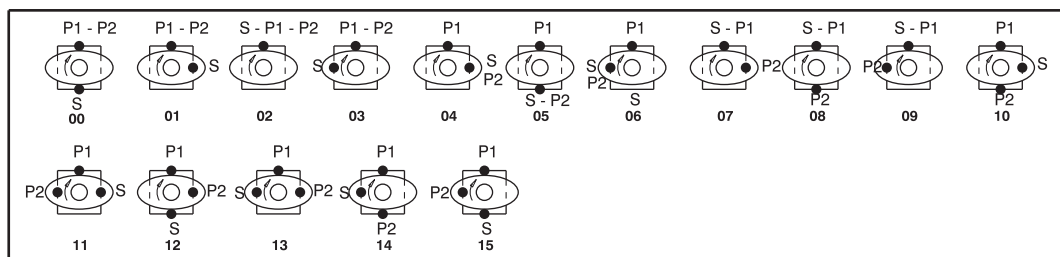 P1 - P2 P1 - P2 S - P1 - P2 P1 - P2 P1 P1 P1 S - P1 S - P1 S - P1 P1
S S S P2 S P2 P2 P2 S
S S - P2 S P2 P2
00 01 02 03 04 05 06 07 08 09 10
P1 P1 P1 P1 P1
P2 S P2 S P2 S P2
S P2 S
11 12 13 14 15